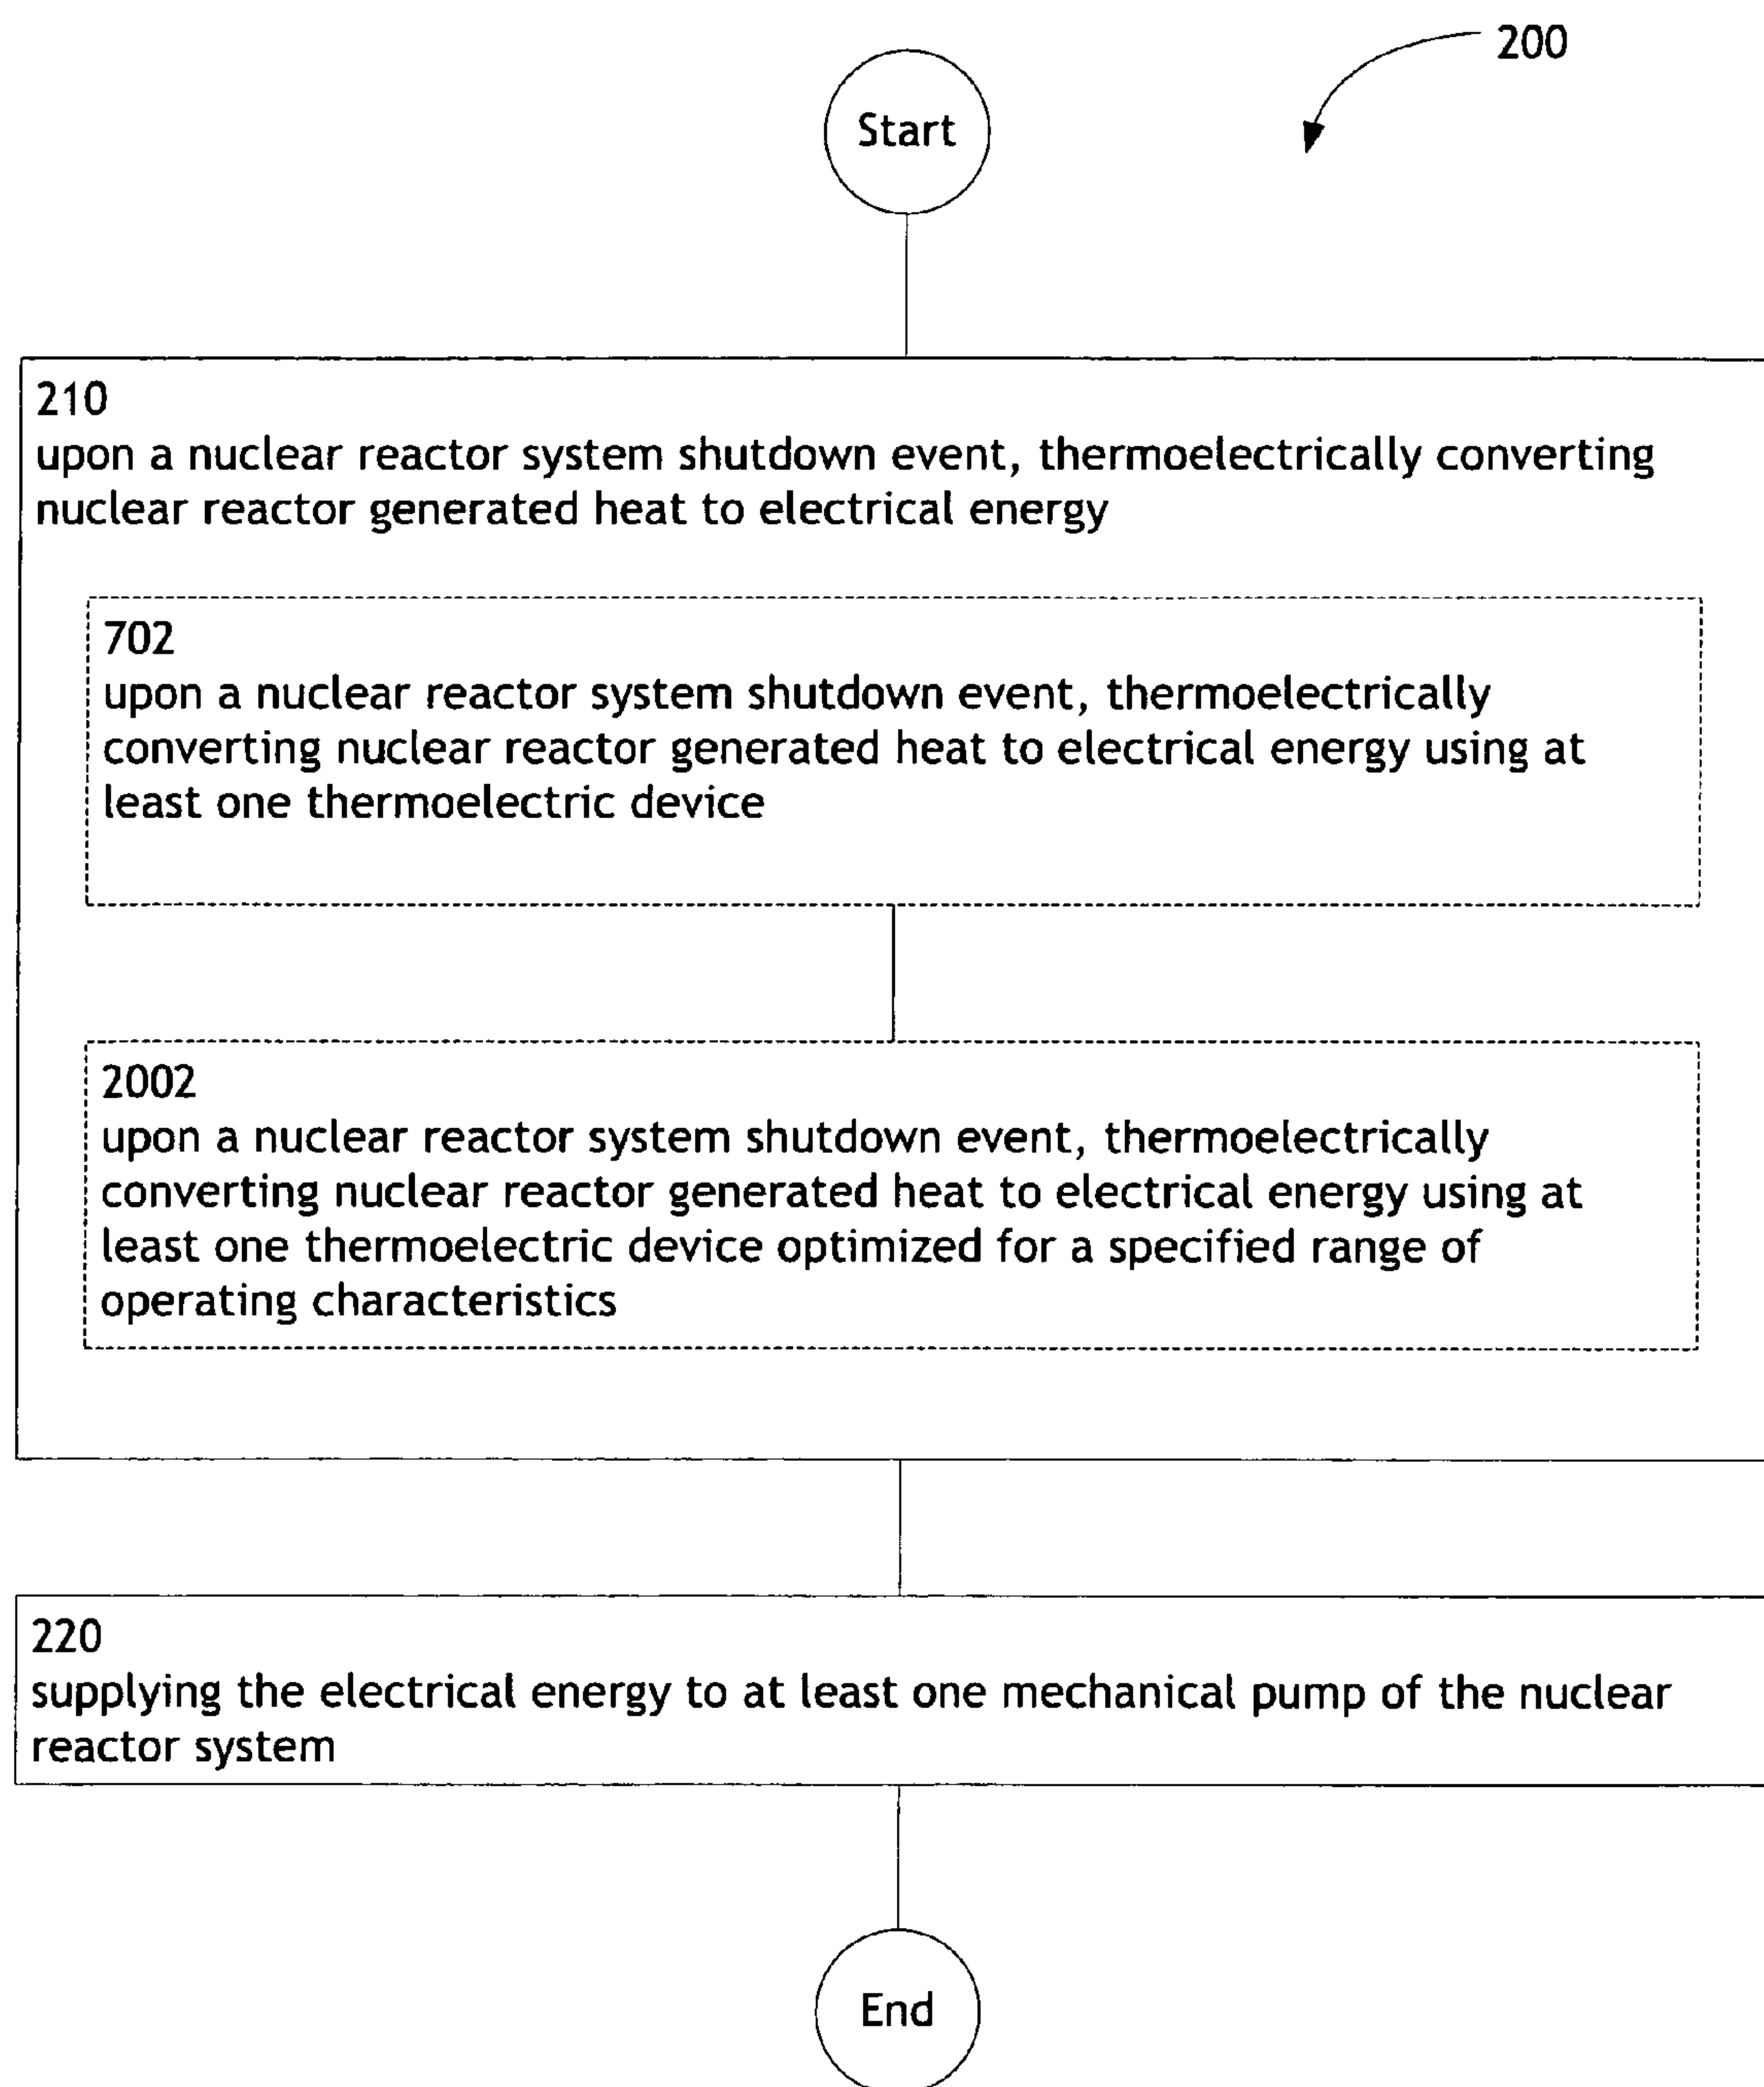 200
Start
210
upon a nuclear reactor system shutdown event, thermoelectrically converting
nuclear reactor generated heat to electrical energy
702
upon a nuclear reactor system shutdown event, thermoelectrically
converting nuclear reactor generated heat to electrical energy using at
least one thermoelectric device
2002
upon a nuclear reactor system shutdown event, thermoelectrically
converting nuclear reactor generated heat to electrical energy using at
least one thermoelectric device optimized for a specified range of
operating characteristics
220
supplying the electrical energy to at least one mechanical pump of the nuclear
reactor system
End